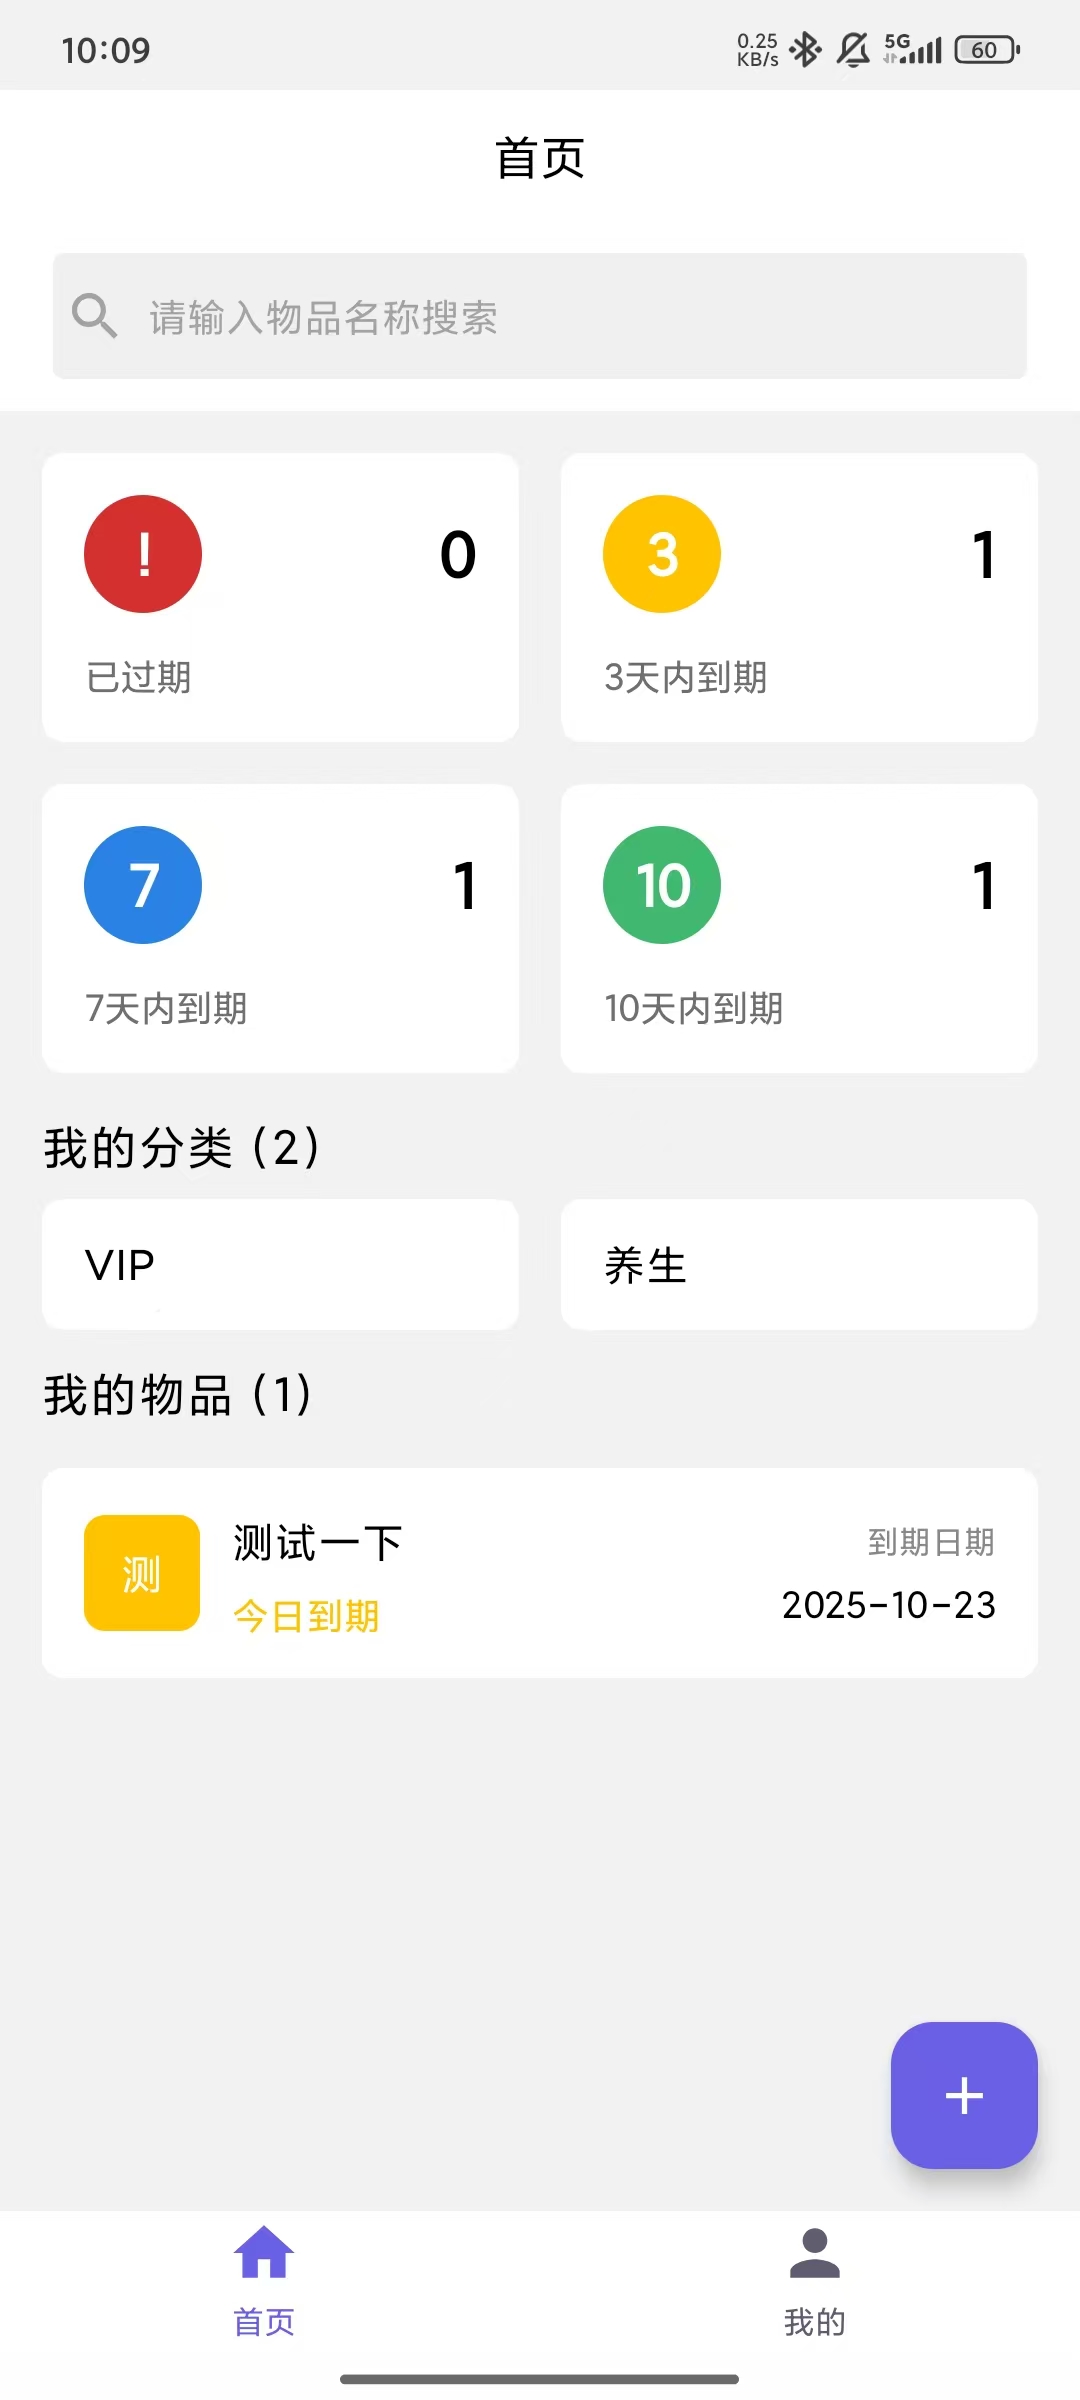 10:09
0.25
KB/s
5G
60
首页
请输入物品名称搜索
!
0
已过期
3
1
3天内到期
7
1
7天内到期
10
1
10天内到期
我的分类 (2)
VIP
养生
我的物品 (1)
测
测试一下
今日到期
到期日期
2025-10-23
+
首页
我的